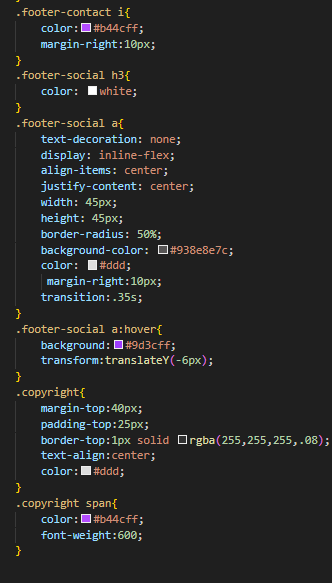 .footer-contact i{
color:#b44cff;
margin-right:10px;
}
.footer-social h3{
color: white;
}
.footer-social a{
text-decoration: none;
display: inline-flex;
align-items: center;
justify-content: center;
width: 45px;
height: 45px;
border-radius: 50%;
background-color: #938e8e7c;
color: #ddd;
margin-right:10px;
transition:.35s;
}
.footer-social a:hover{
background:#9d3cff;
transform:translateY(-6px);
}
.copyright{
margin-top:40px;
padding-top:25px;
border-top:1px solid rgba(255,255,255,.08);
text-align:center;
color:#ddd;
}
.copyright span{
color:#b44cff;
font-weight:600;
}